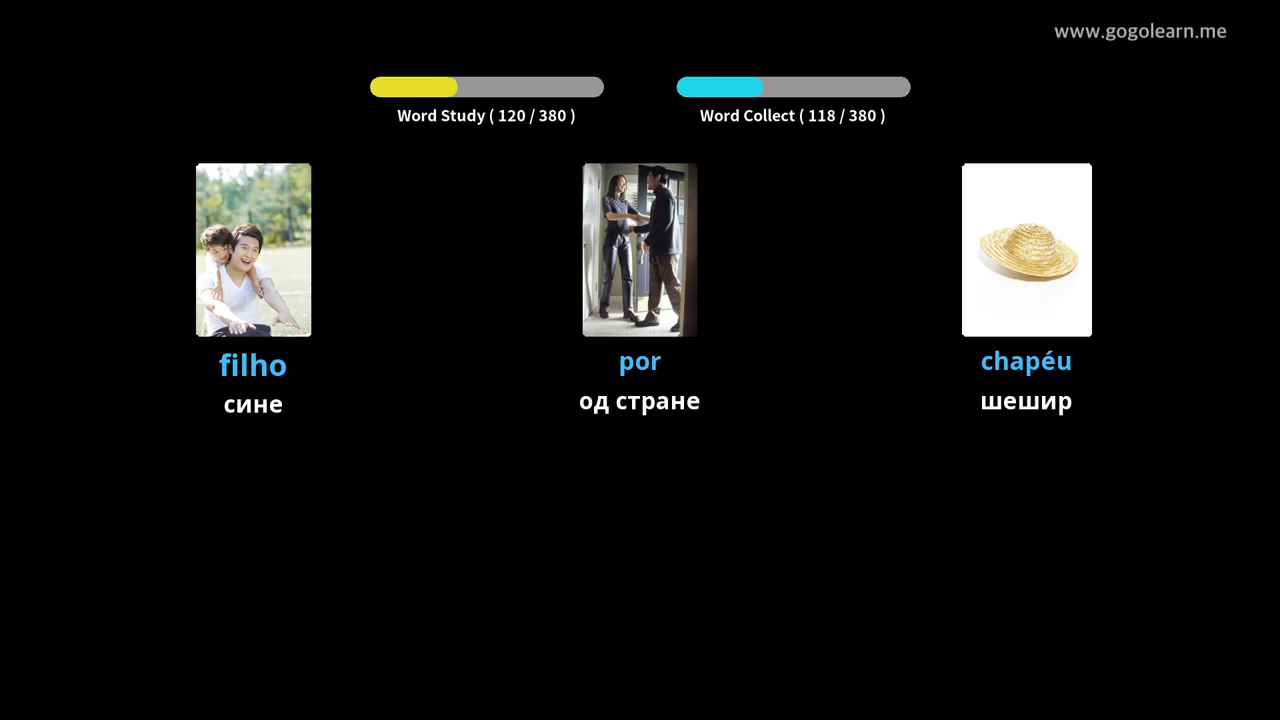 www.gogolearn.me
Word Study ( 120 / 380 )
Word Collect ( 118 / 380 )
filho
сине
por
од стране
chapéu
шешир